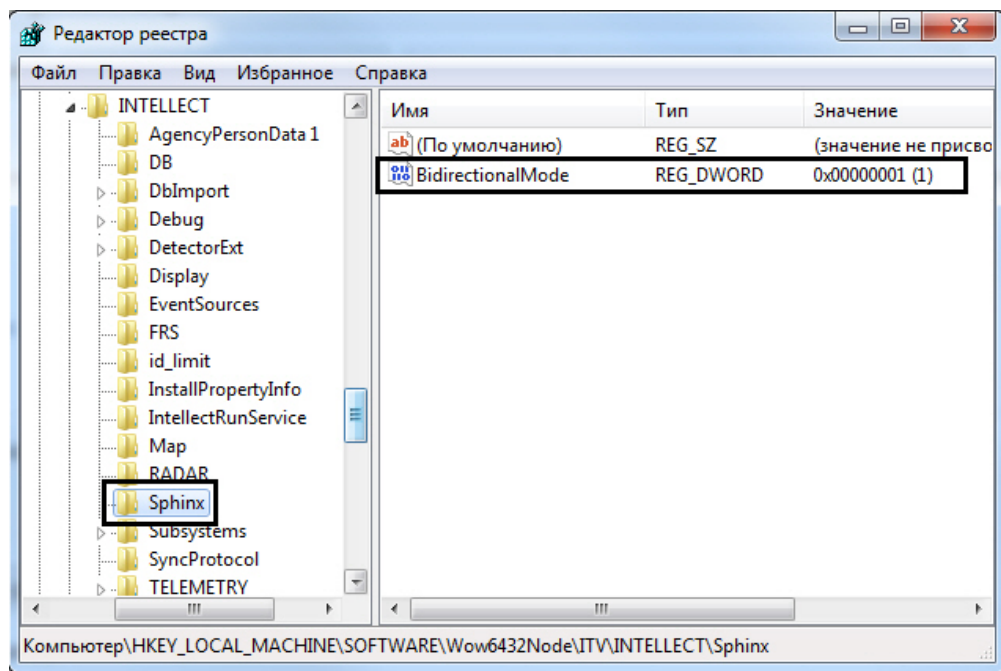 Редактор реестра
Файл Правка Вид Избранное Справка
INTELLECT
AgencyPersonData 1
DB
DbImport
Debug
DetectorExt
Display
EventSources
FRS
id_limit
InstallPropertyInfo
IntellectRunService
Map
RADAR
Sphinx
Subsystems
SyncProtocol
TELEMETRY
Имя Тип Значение
(По умолчанию) REG_SZ (значение не присво
BidirectionalMode REG_DWORD 0x00000001 (1)
Компьютер\HKEY_LOCAL_MACHINE\SOFTWARE\Wow6432Node\ITV\INTELLECT\Sphinx